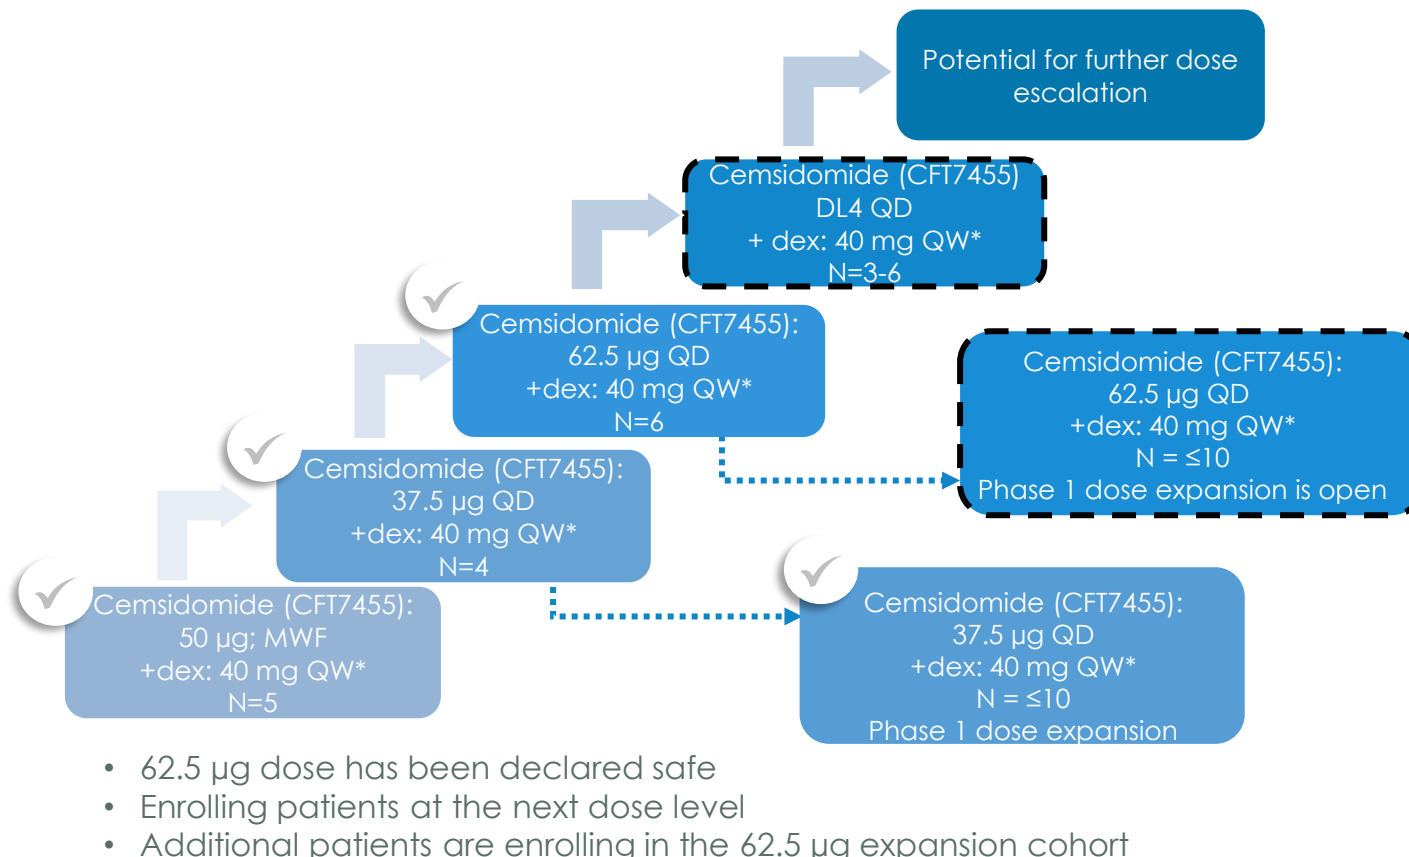 Potential for further dose
escalation
Cemsidomide (CFT7455)
DL4 QD
+ dex: 40 mg QW*
N=3-6
Cemsidomide (CFT7455):
62.5 µg QD
+dex: 40 mg QW*
N=6
Cemsidomide (CFT7455):
62.5 µg QD
+dex: 40 mg QW*
N = ≤10
Phase 1 dose expansion is open
Cemsidomide (CFT7455):
37.5 µg QD
+dex: 40 mg QW*
N=4
Cemsidomide (CFT7455):
50 µg; MWF
+dex: 40 mg QW*
N=5
Cemsidomide (CFT7455):
37.5 µg QD
+dex: 40 mg QW*
N = ≤10
Phase 1 dose expansion
• 62.5 µg dose has been declared safe
• Enrolling patients at the next dose level
• Additional patients are enrolling in the 62.5 µg expansion cohort